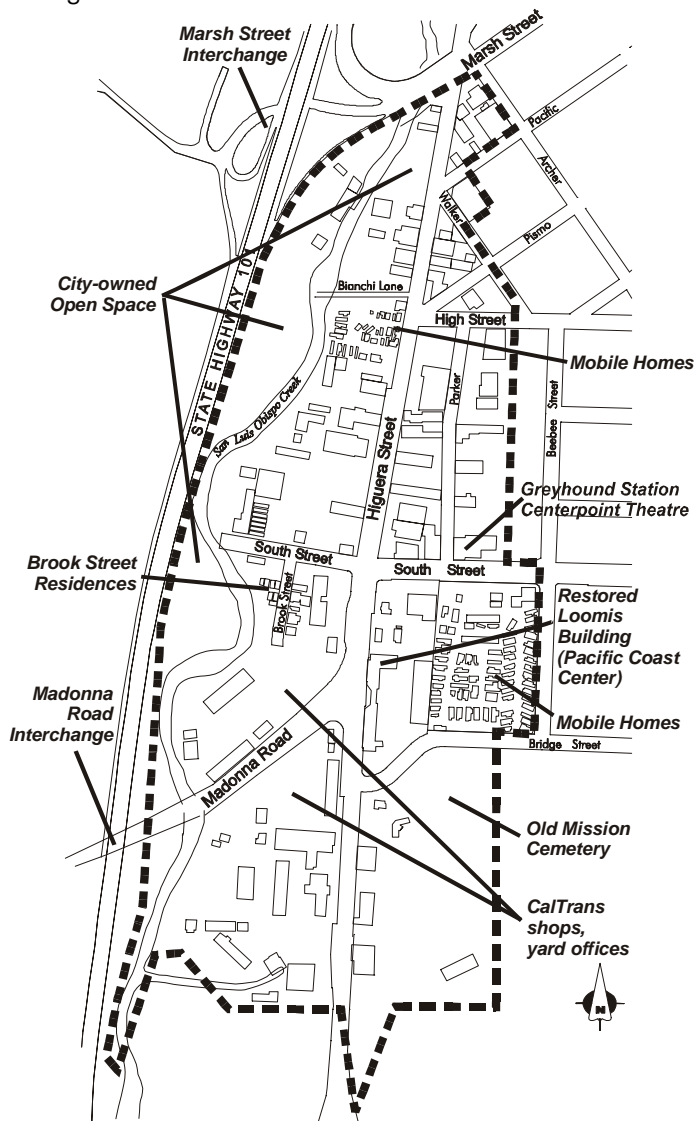 Marsh Street
Interchange
Marsh Street
Pacific
Archer
Walker
Pismo
City-owned
Open Space
Bianchi Lane
High Street
STATE HIGHWAY 101
Mobile Homes
San Luis Obispo Creek
Parker
Beebee Street
Higuera Street
Greyhound Station
Centerpoint Theatre
South Street
South Street
Brook Street
Residences
Brook Street
Restored
Loomis
Building
(Pacific Coast
Center)
Madonna
Road
Interchange
Mobile Homes
Bridge Street
Madonna Road
Old Mission
Cemetery
CalTrans
shops,
yard offices
N